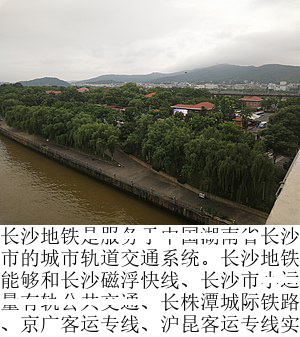 长沙地铁是服务于中国湖南省长沙
市的城市轨道交通系统。长沙地铁
能够和长沙磁浮快线、长沙市
量有轨公共交通、长株潭城际铁路
、京广客运专线、沪昆客运专线实